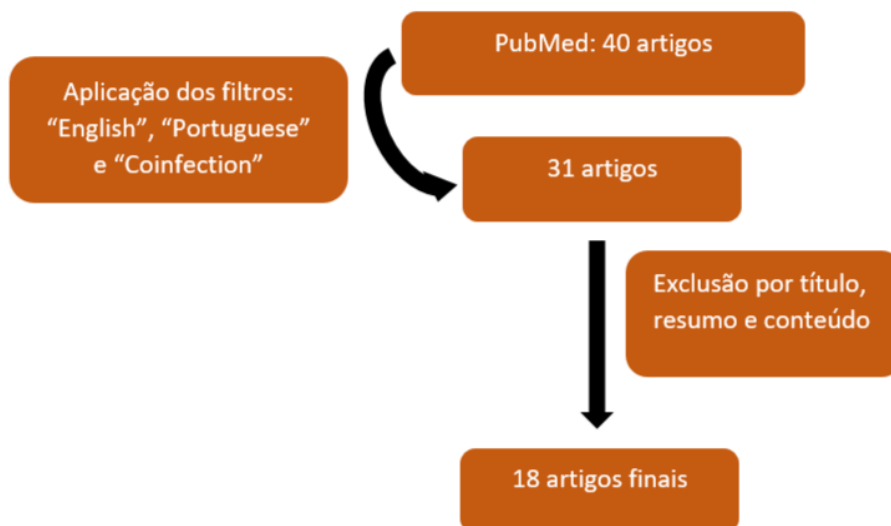 PubMed: 40 artigos
Aplicação dos filtros:
“English”, “Portuguese”
e “Coinfection”
31 artigos
Exclusão por título,
resumo e conteúdo
18 artigos finais